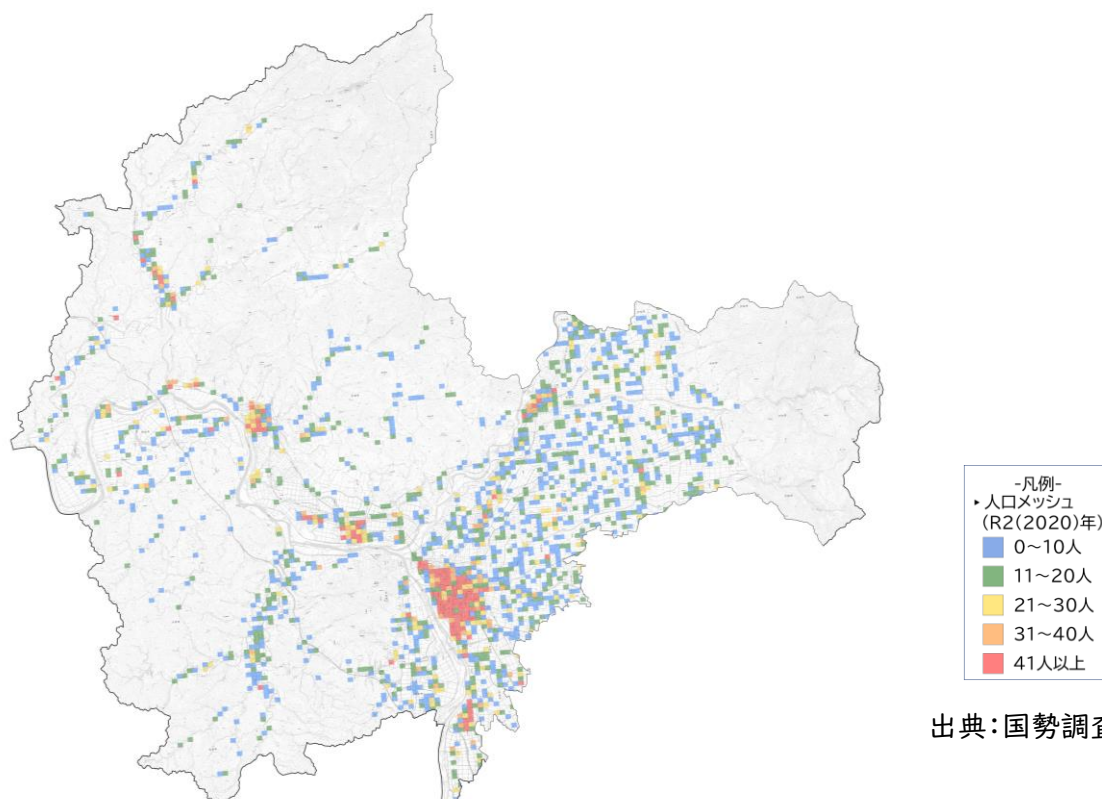 -凡例-
▸人口メッシュ
(R2(2020)年)
0~10人
11~20人
21~30人
31~40人
41人以上
出典:国勢調査